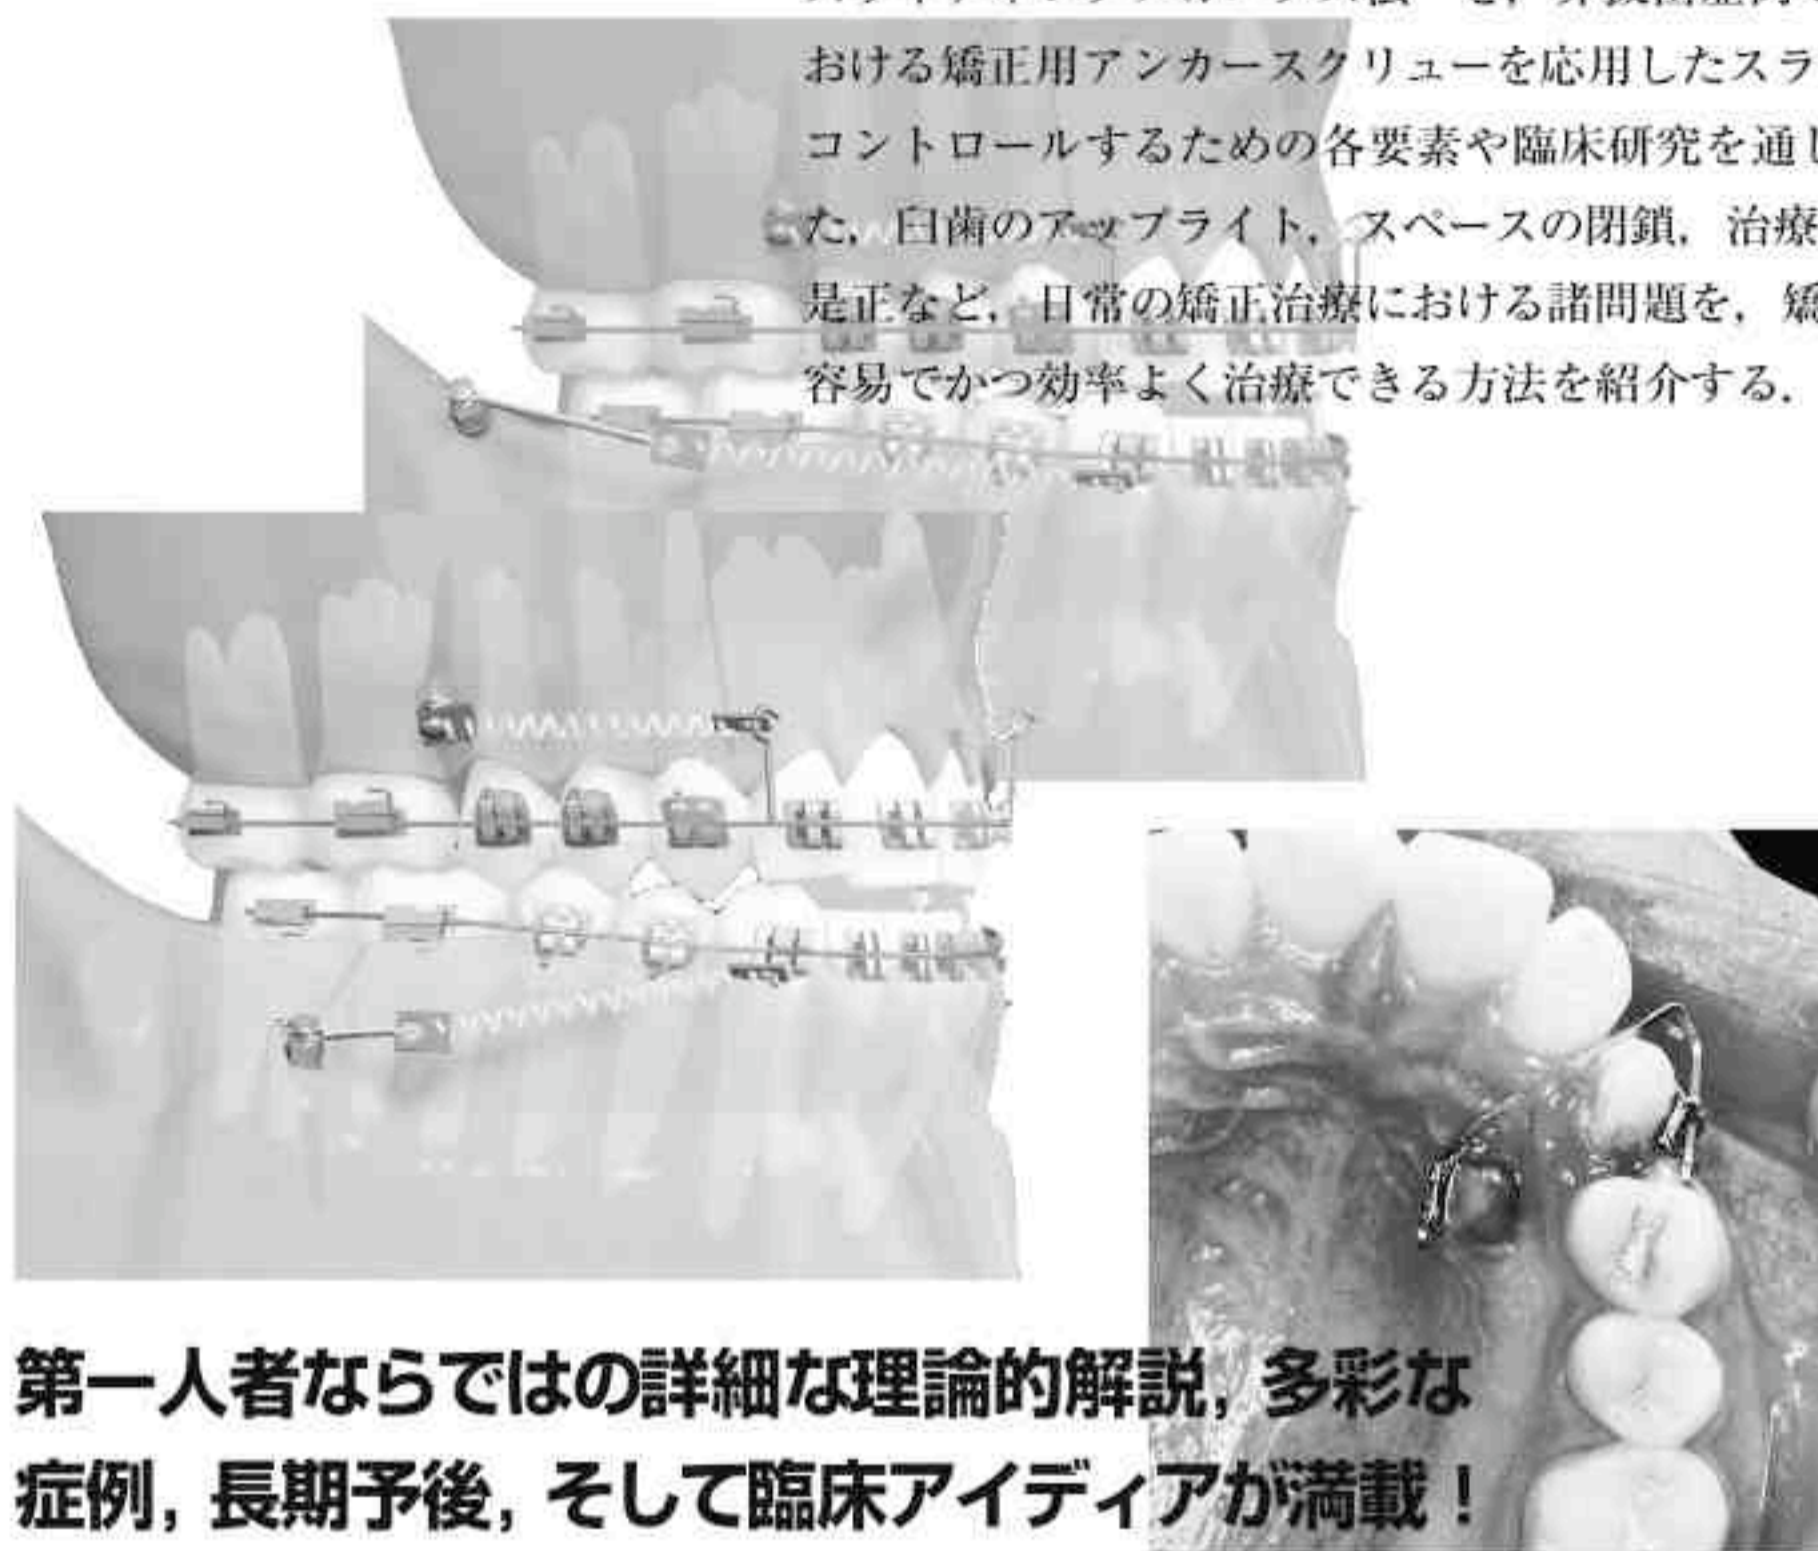 おける矯正用アンカースクリューを応用したスラ
コントロールするための各要素や臨床研究を通し
た，臼歯のアップライト，スペースの閉鎖，治療
是正など，日常の矯正治療における諸問題を，矯
容易でかつ効率よく治療できる方法を紹介する．
第一人者ならではの詳細な理論的解説，多彩な
症例，長期予後，そして臨床アイディアが満載！